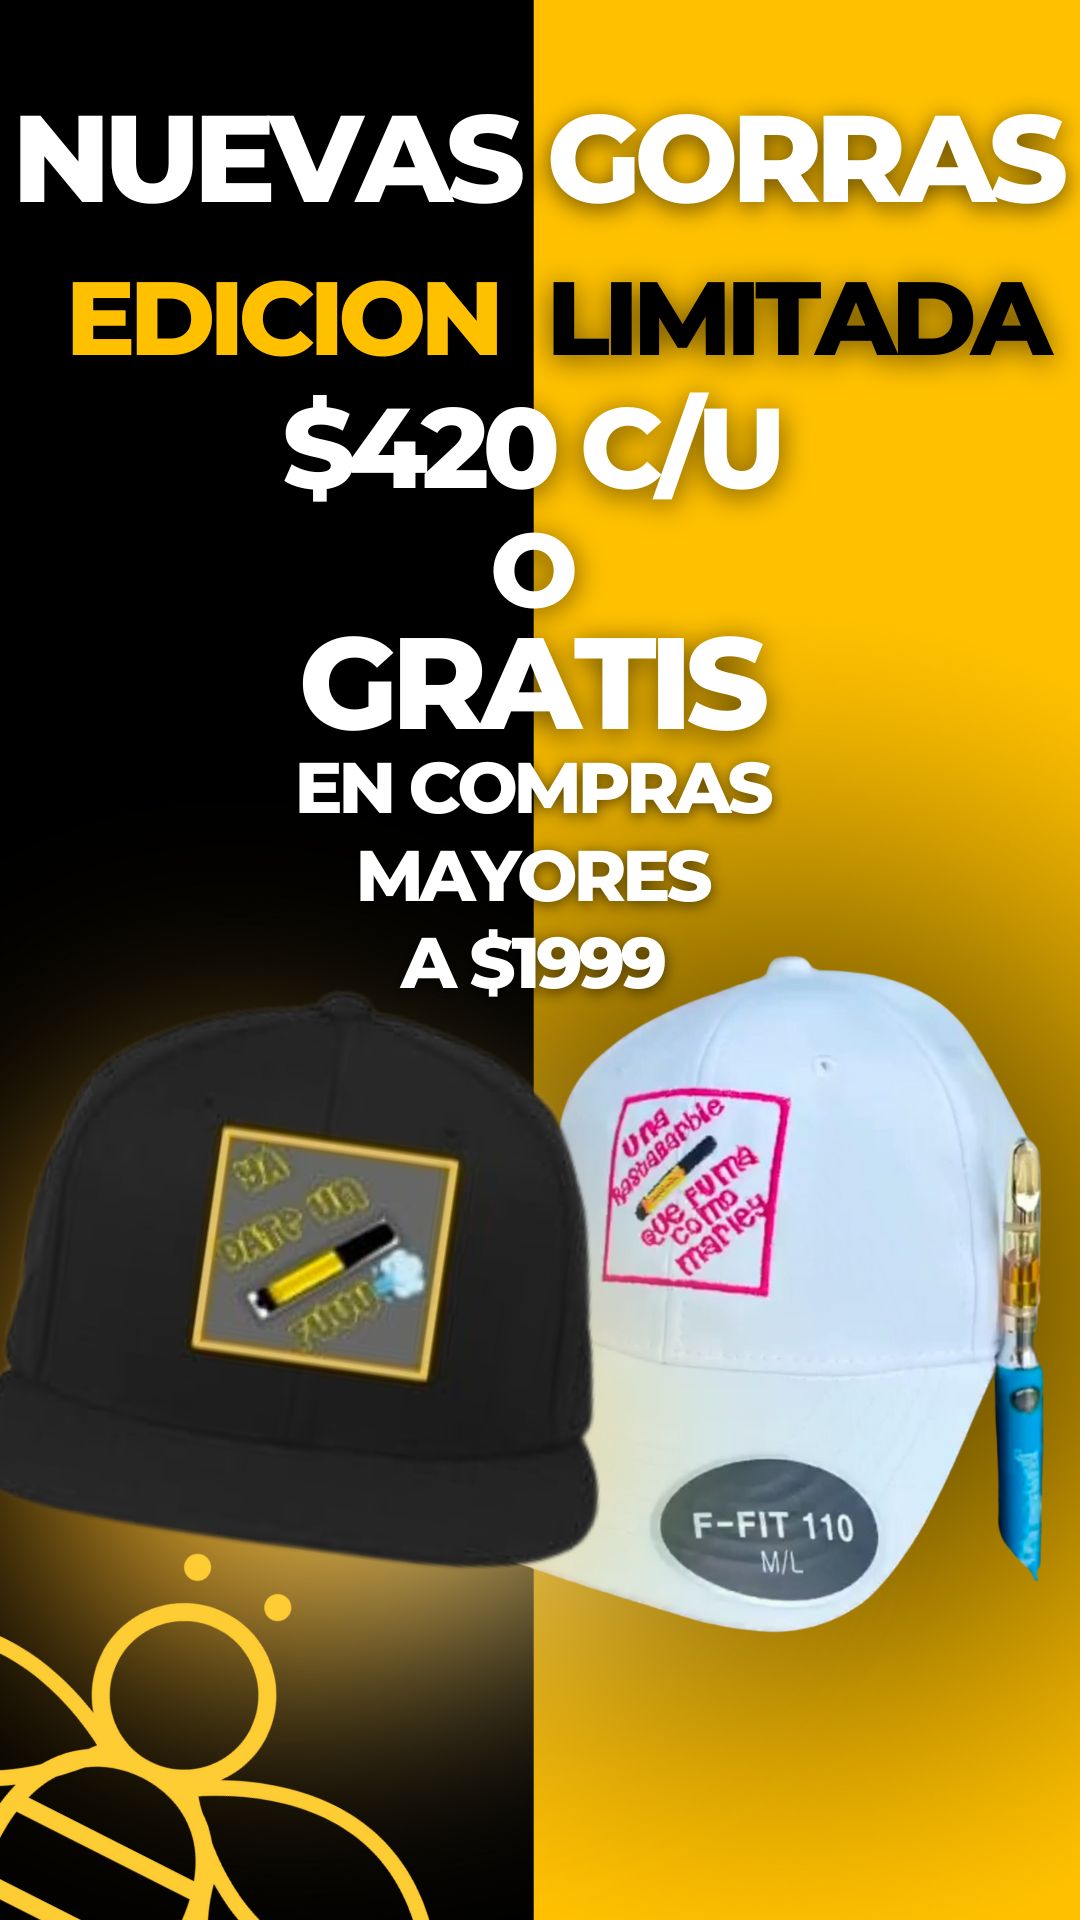 NUEVAS GORRAS
EDICION LIMITADA
$420 C/U
O
GRATIS
EN COMPRAS
MAYORES
A $1999
YA
DATE UN
una
RastaBarbie
que Fuma
como
marley
F-FIT 110
M/L